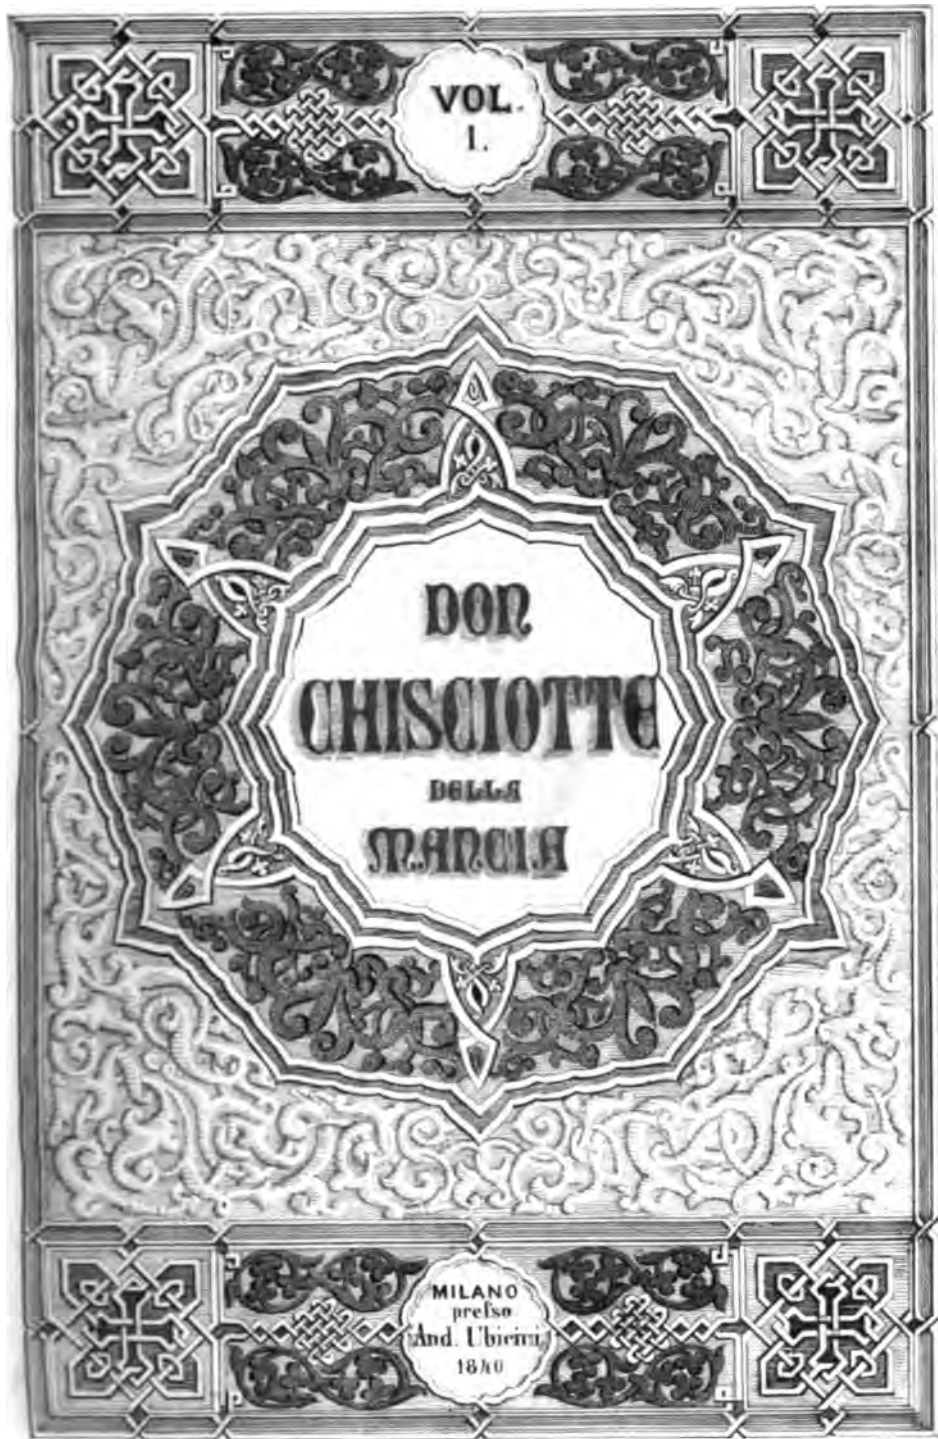 VOL.
I.
DON
CHISCIOTTE
DELLA
MANCIA
MILANO
preſso
And. Ubicini,
1840